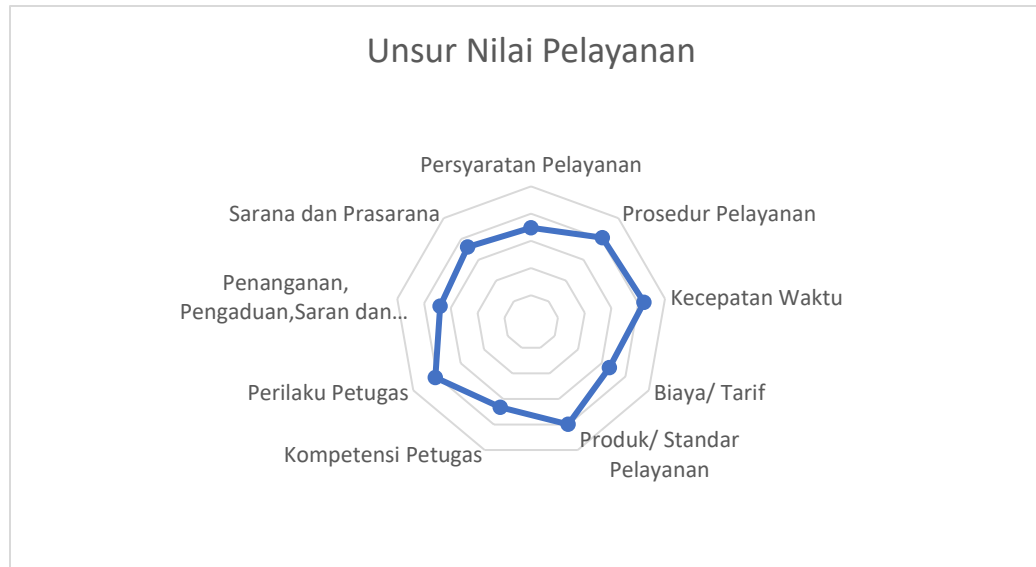 Unsur Nilai Pelayanan
Persyaratan Pelayanan
Prosedur Pelayanan
Kecepatan Waktu
Biaya/ Tarif
Produk/ Standar
Pelayanan
Kompetensi Petugas
Perilaku Petugas
Penanganan,
Pengaduan,Saran dan...
Sarana dan Prasarana